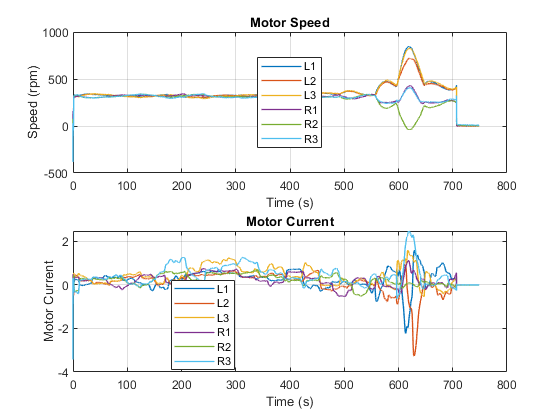 Motor Speed
1000
500
0
-500
Speed (rpm)
L1
L2
L3
R1
R2
R3
0 100 200 300 400 500 600 700 800
Time (s)
Motor Current
2
0
-2
-4
Motor Current
L1
L2
L3
R1
R2
R3
0 100 200 300 400 500 600 700 800
Time (s)